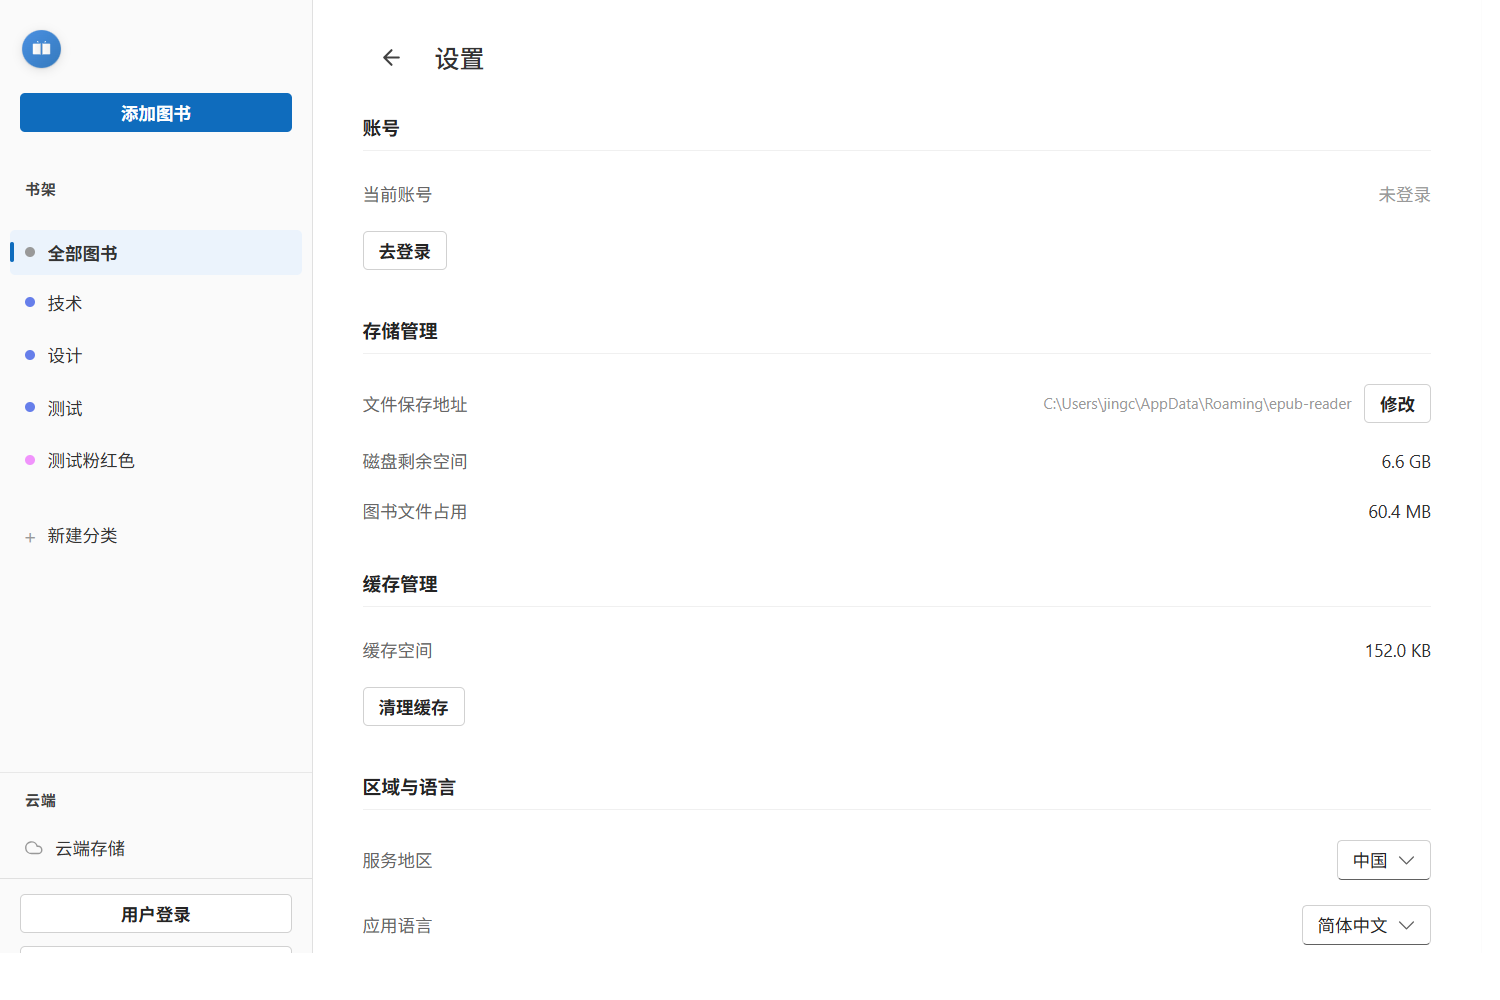 添加图书
书架
全部图书
技术
设计
测试
测试粉红色
+ 新建分类
云端
云端存储
用户登录
设置
账号
当前账号 未登录
去登录
存储管理
文件保存地址 C:\Users\jingc\AppData\Roaming\epub-reader 修改
磁盘剩余空间 6.6 GB
图书文件占用 60.4 MB
缓存管理
缓存空间 152.0 KB
清理缓存
区域与语言
服务地区 中国
应用语言 简体中文